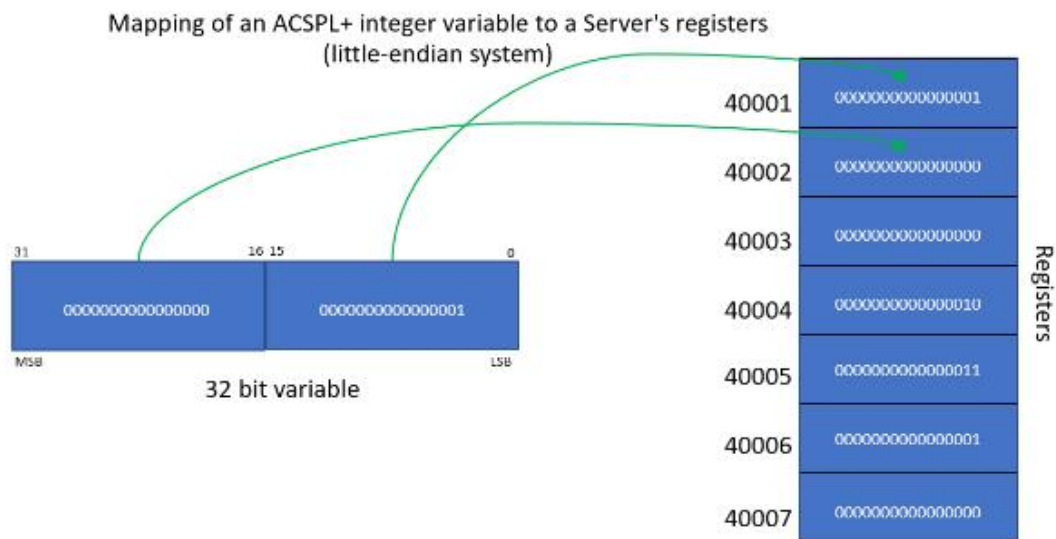 Mapping of an ACSPL+ integer variable to a Server's registers
(little-endian system)
40001 0000000000000001
40002 0000000000000000
40003 0000000000000000
40004 0000000000000010
40005 0000000000000011
40006 0000000000000001
40007 0000000000000000
Registers
31 16 15 0
0000000000000000 0000000000000001
MSB LSB
32 bit variable